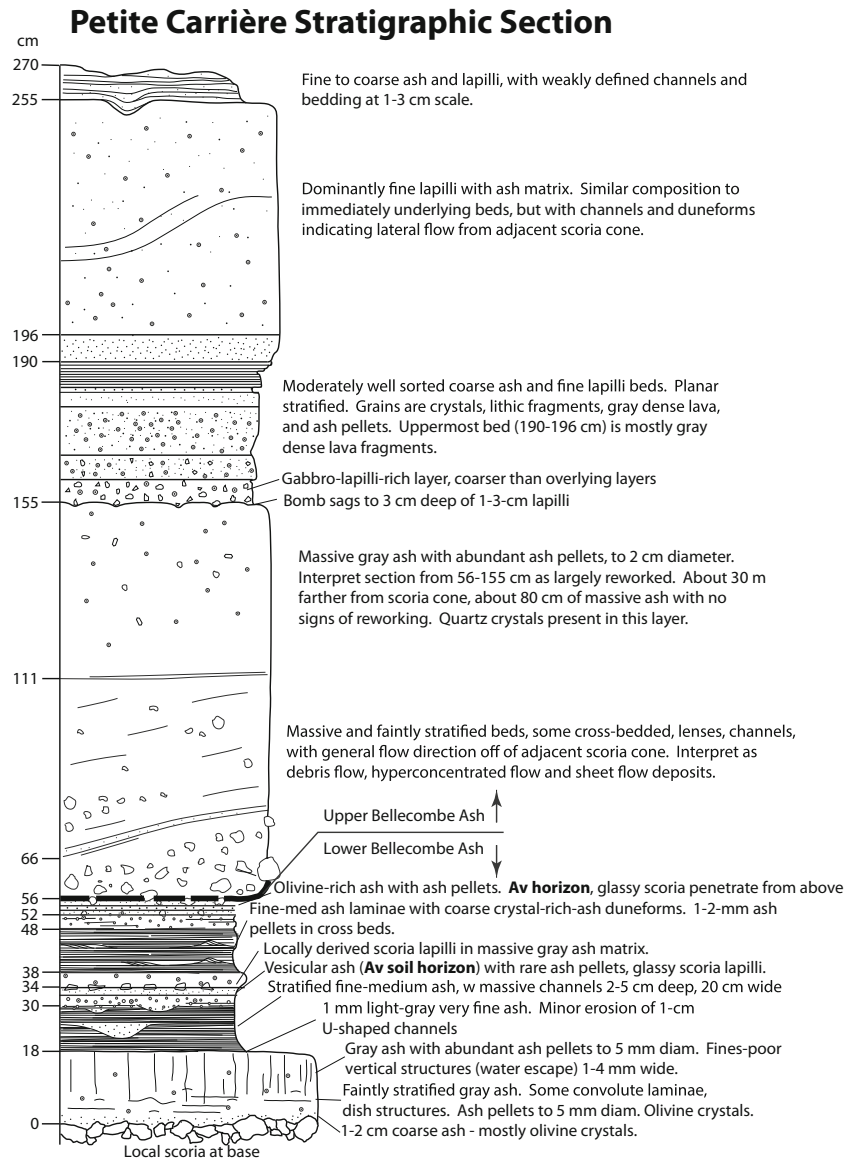 Petite Carrière Stratigraphic Section
cm
270
Fine to coarse ash and lapilli, with weakly defined channels and
bedding at 1-3 cm scale.
255
Dominantly fine lapilli with ash matrix.  Similar composition to
immediately underlying beds, but with channels and duneforms
indicating lateral flow from adjacent scoria cone.
196
190
Moderately well sorted coarse ash and fine lapilli beds.  Planar
stratified.  Grains are crystals, lithic fragments, gray dense lava,
and ash pellets.  Uppermost bed (190-196 cm) is mostly gray
dense lava fragments.
Gabbro-lapilli-rich layer, coarser than overlying layers
155
Bomb sags to 3 cm deep of 1-3-cm lapilli
Massive gray ash with abundant ash pellets, to 2 cm diameter.
Interpret section from 56-155 cm as largely reworked.  About 30 m
farther from scoria cone, about 80 cm of massive ash with no
signs of reworking.  Quartz crystals present in this layer.
111
Massive and faintly stratified beds, some cross-bedded, lenses, channels,
with general flow direction off of adjacent scoria cone.  Interpret as
debris flow, hyperconcentrated flow and sheet flow deposits.
Upper Bellecombe Ash
Lower Bellecombe Ash
66
Olivine-rich ash with ash pellets.  Av horizon, glassy scoria penetrate from above
56
Fine-med ash laminae with coarse crystal-rich-ash duneforms.  1-2-mm ash
pellets in cross beds.
52
48
Locally derived scoria lapilli in massive gray ash matrix.
Vesicular ash (Av soil horizon) with rare ash pellets, glassy scoria lapilli.
38
34
Stratified fine-medium ash, w massive channels 2-5 cm deep, 20 cm wide
30
1 mm light-gray very fine ash.  Minor erosion of 1-cm
U-shaped channels
18
Gray ash with abundant ash pellets to 5 mm diam.  Fines-poor
vertical structures (water escape) 1-4 mm wide.
Faintly stratified gray ash.  Some convolute laminae,
dish structures.  Ash pellets to 5 mm diam. Olivine crystals.
0
1-2 cm coarse ash - mostly olivine crystals.
Local scoria at base